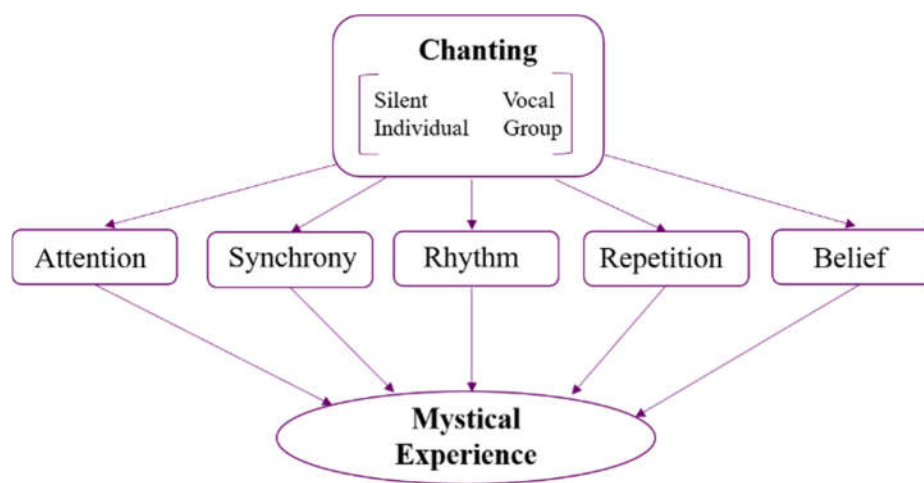 Chanting
Silent Vocal
Individual Group
Attention Synchrony Rhythm Repetition Belief
Mystical
Experience